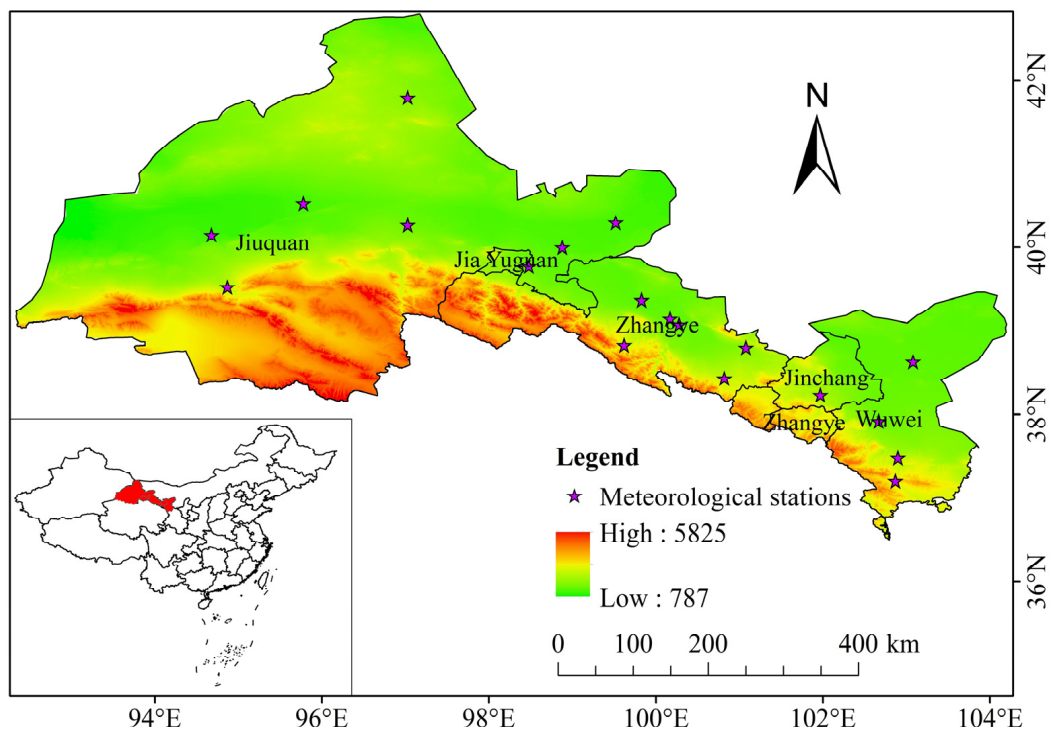 N
42°N
40°N
38°N
36°N
Jiuquan
Jia Yuguan
Zhangye
Jinchang
Zhangye
Wuwei
Legend
Meteorological stations
High : 5825
Low : 787
0 100 200 400 km
94°E 96°E 98°E 100°E 102°E 104°E